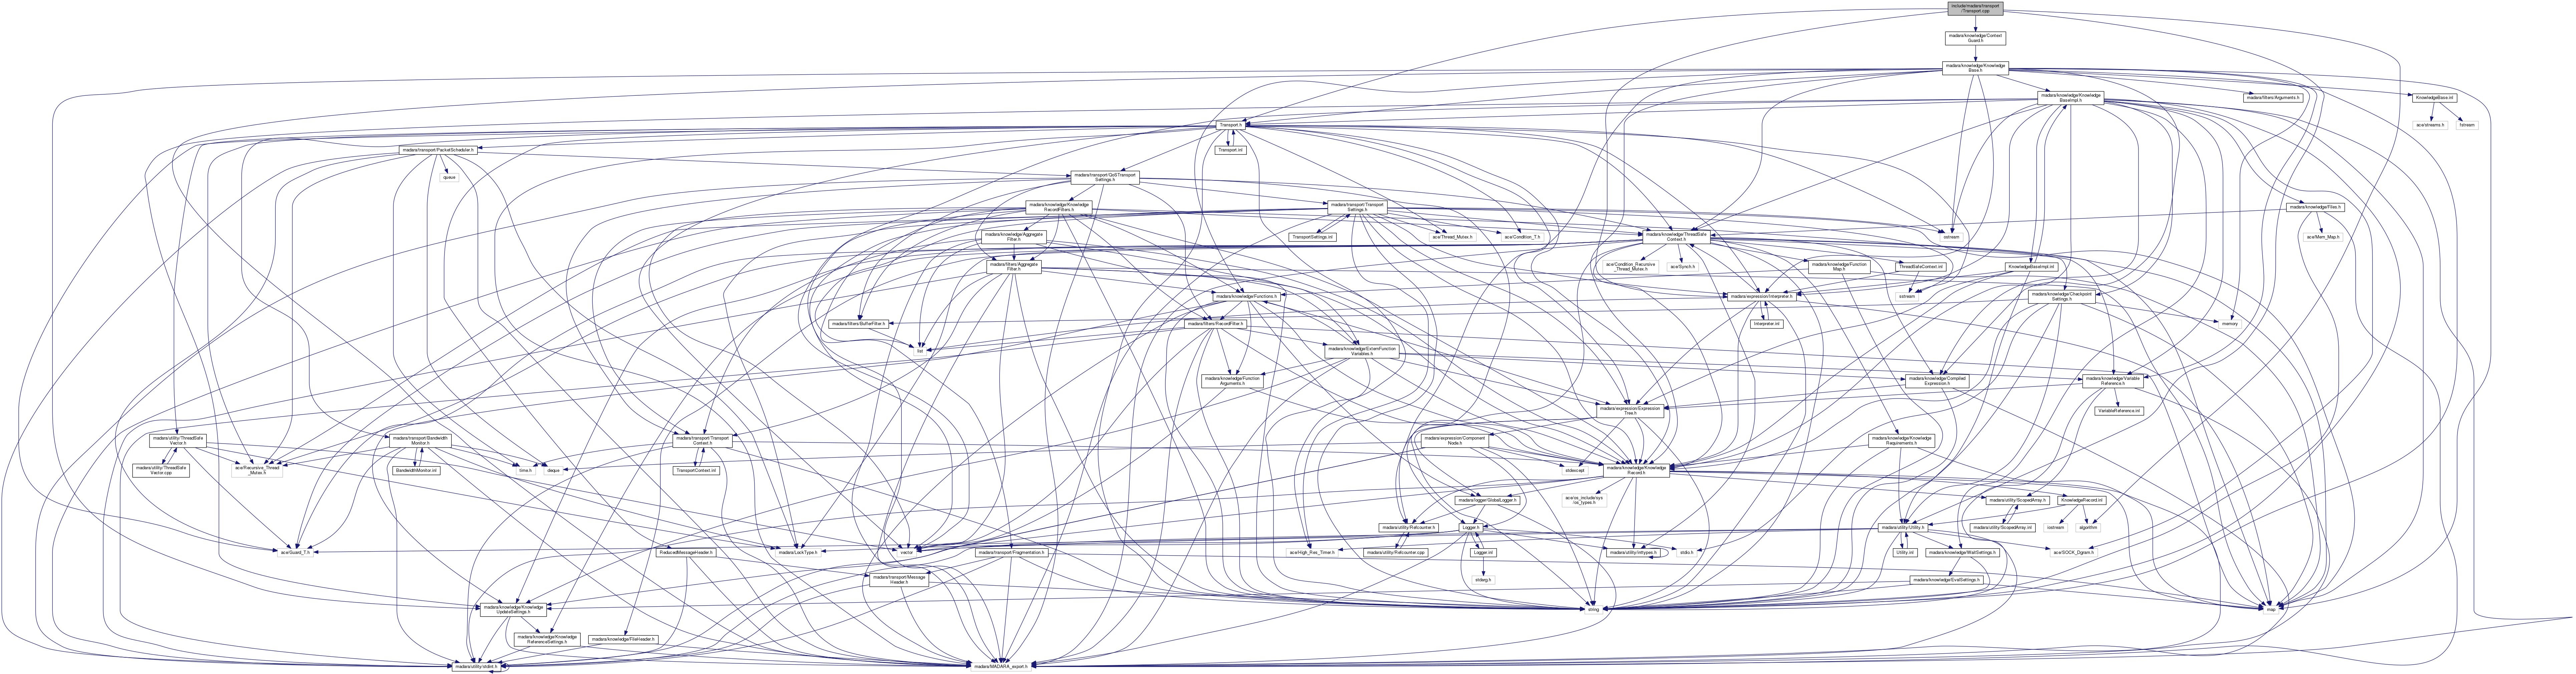 include/madara/transport
/Transport.cpp
madara/knowledge/Context
Guard.h
madara/knowledge/Knowledge
Base.h
madara/knowledge/Knowledge
BaseImpl.h
madara/filters/Arguments.h
KnowledgeBase.inl
ace/streams.h
fstream
Transport.h
Transport.inl
madara/transport/PacketScheduler.h
queue
madara/transport/QoSTransport
Settings.h
madara/knowledge/Knowledge
RecordFilters.h
madara/transport/Transport
Settings.h
madara/knowledge/Files.h
madara/knowledge/Aggregate
Filter.h
TransportSettings.inl
ace/Thread_Mutex.h
ace/Condition_T.h
madara/knowledge/ThreadSafe
Context.h
iostream
ace/Mem_Map.h
madara/filters/Aggregate
Filter.h
ace/Condition_Recursive
_Thread_Mutex.h
ace/Synch.h
madara/knowledge/Function
Map.h
ThreadSafeContext.inl
KnowledgeBaseImpl.inl
madara/knowledge/Functions.h
madara/expression/Interpreter.h
sstream
madara/knowledge/Checkpoint
Settings.h
madara/filters/BufferFilter.h
madara/filters/RecordFilter.h
Interpreter.inl
memory
list
madara/knowledge/ExternFunction
Variables.h
madara/knowledge/Function
Arguments.h
madara/knowledge/Compiled
Expression.h
madara/knowledge/Variable
Reference.h
madara/expression/Expression
Tree.h
VariableReference.inl
madara/utility/ThreadSafe
Vector.h
madara/transport/Bandwidth
Monitor.h
madara/transport/Transport
Context.h
madara/expression/Component
Node.h
madara/knowledge/Knowledge
Requirements.h
madara/utility/ThreadSafe
Vector.cpp
ace/Recursive_Thread
_Mutex.h
BandwidthMonitor.inl
time.h
deque
TransportContext.inl
stdexcept
madara/knowledge/Knowledge
Record.h
madara/logger/GlobalLogger.h
ace/os_include/sys
/os_types.h
madara/utility/ScopedArray.h
KnowledgeRecord.inl
madara/utility/Refcounter.h
Logger.h
madara/utility/Utility.h
madara/utility/ScopedArray.inl
iostream
algorithm
ace/Guard_T.h
ReducedMessageHeader.h
madara/LockType.h
vector
madara/transport/Fragmentation.h
ace/High_Res_Timer.h
madara/utility/Refcounter.cpp
Logger.inl
madara/utility/inttypes.h
stdio.h
Utility.inl
madara/knowledge/WaitSettings.h
ace/SOCK_Dgram.h
madara/transport/Message
Header.h
stdarg.h
madara/knowledge/EvalSettings.h
madara/knowledge/Knowledge
UpdateSettings.h
string
map
madara/knowledge/Knowledge
ReferenceSettings.h
madara/knowledge/FileHeader.h
madara/utility/stdint.h
madara/MADARA_export.h